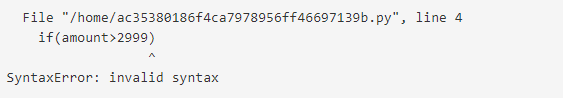 File "/home/ac35380186f4ca7978956ff46697139b.py", line 4
if(amount>2999)
^
SyntaxError: invalid syntax